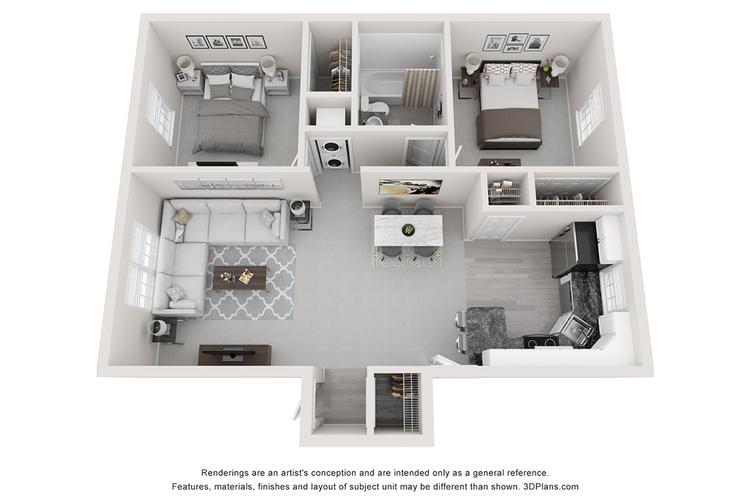 Renderings are an artist's conception and are intended only as a general reference.
Features, materials, finishes and layout of subject unit may be different than shown. 3DPlans.com